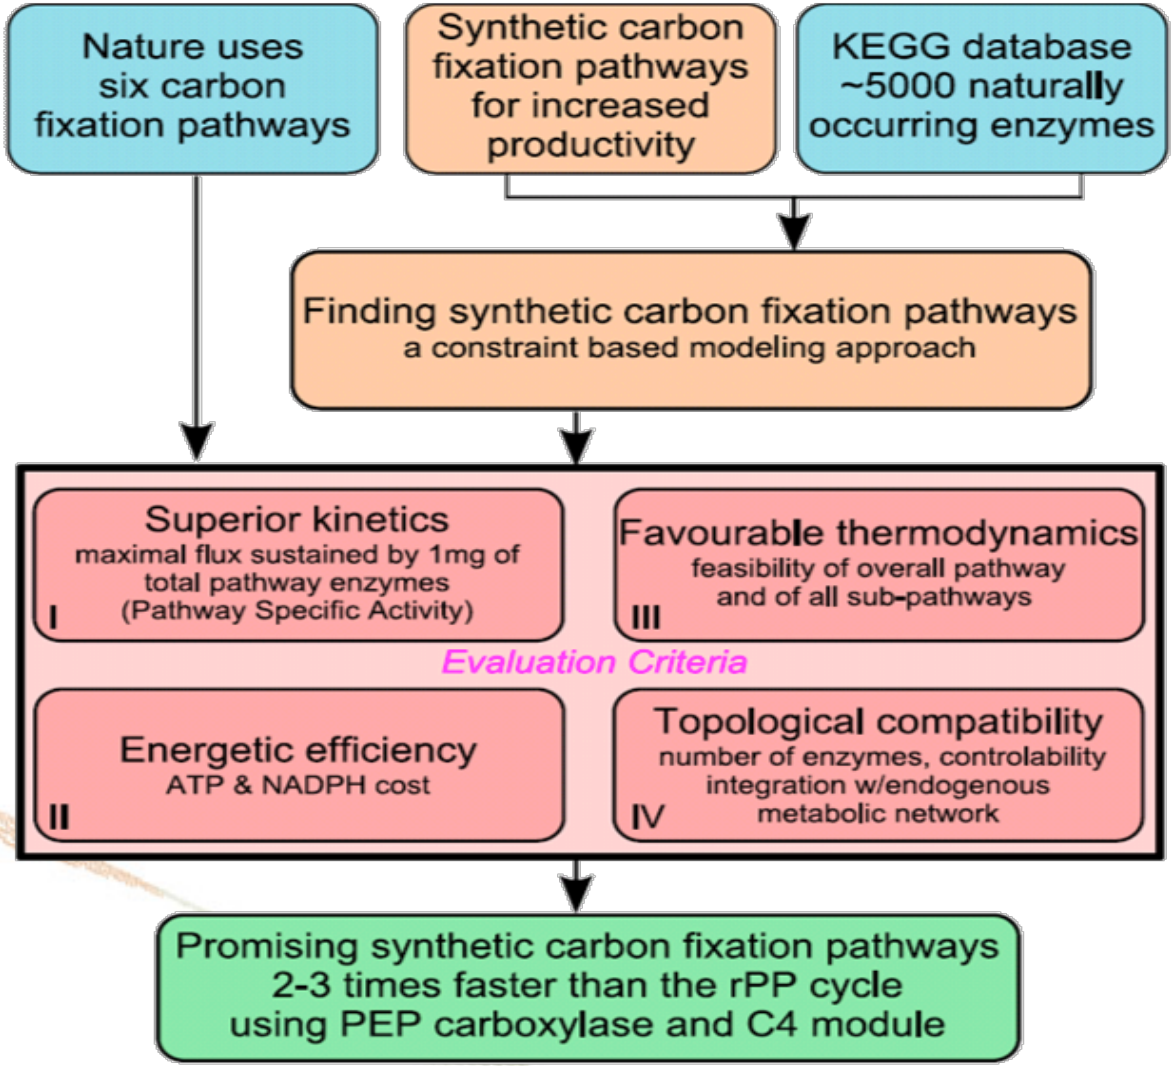 Nature uses
six carbon
fixation pathways
Synthetic carbon
fixation pathways
for increased
productivity
KEGG database
~5000 naturally
occurring enzymes
Finding synthetic carbon fixation pathways
a constraint based modeling approach
Superior kinetics
maximal flux sustained by 1mg of
total pathway enzymes
(Pathway Specific Activity)
I
Favourable thermodynamics
feasibility of overall pathway
and of all sub-pathways
III
Evaluation Criteria
Energetic efficiency
ATP & NADPH cost
II
Topological compatibility
number of enzymes, controlability
integration w/endogenous
metabolic network
IV
Promising synthetic carbon fixation pathways
2-3 times faster than the rPP cycle
using PEP carboxylase and C4 module